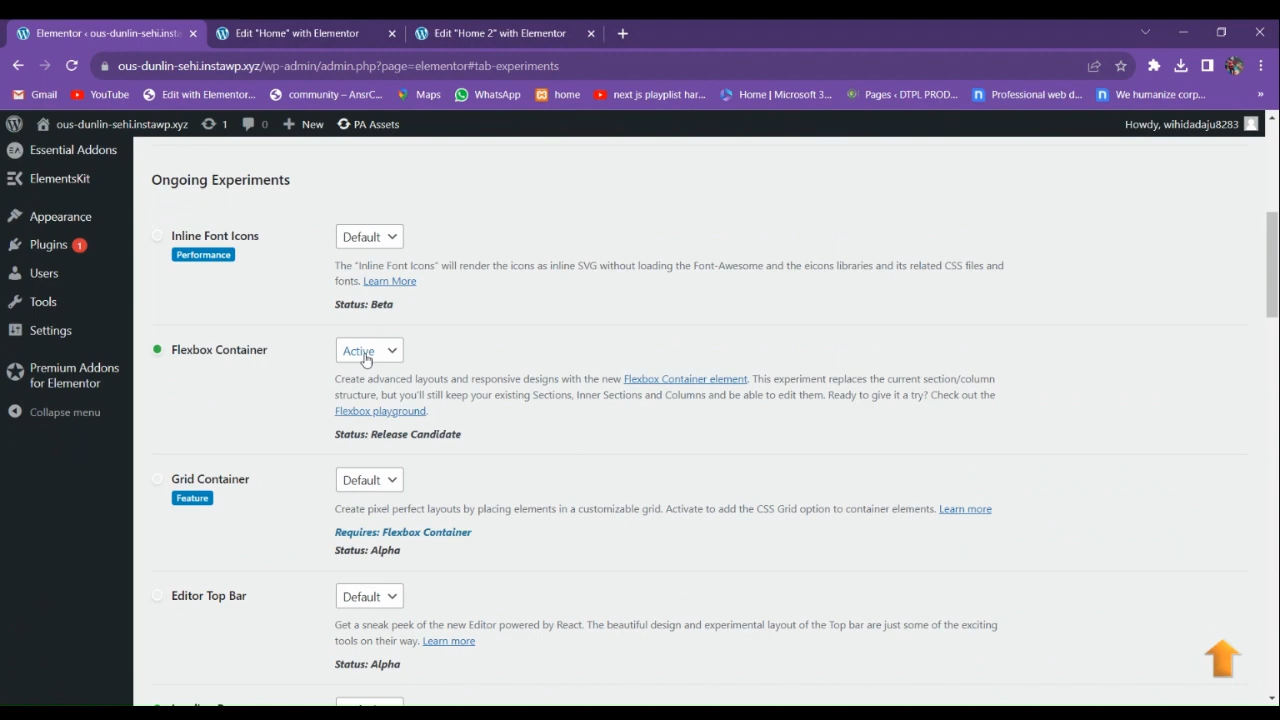 Elementor ‹ ous-dunlin-sehi.insta
Edit "Home" with Elementor
Edit "Home 2" with Elementor
ous-dunlin-sehi.instawp.xyz/wp-admin/admin.php?page=elementor#tab-experiments
Gmail
YouTube
Edit with Elementor...
community – AnsrC...
Maps
WhatsApp
home
next js playplist har...
Home | Microsoft 3...
Pages ‹ DTPL PROD...
Professional web d...
We humanize corp...
»
ous-dunlin-sehi.instawp.xyz
1
0
New
PA Assets
Howdy, wihidadaju8283
Essential Addons
ElementsKit
Appearance
Plugins 1
Users
Tools
Settings
Premium Addons
for Elementor
Collapse menu
Ongoing Experiments
Inline Font Icons
Performance
Default
The "Inline Font Icons" will render the icons as inline SVG without loading the Font-Awesome and the eicons libraries and its related CSS files and
fonts. Learn More
Status: Beta
Flexbox Container
Active
Create advanced layouts and responsive designs with the new Flexbox Container element. This experiment replaces the current section/column
structure, but you'll still keep your existing Sections, Inner Sections and Columns and be able to edit them. Ready to give it a try? Check out the
Flexbox playground.
Status: Release Candidate
Grid Container
Feature
Default
Create pixel perfect layouts by placing elements in a customizable grid. Activate to add the CSS Grid option to container elements. Learn more
Requires: Flexbox Container
Status: Alpha
Editor Top Bar
Default
Get a sneak peek of the new Editor powered by React. The beautiful design and experimental layout of the Top bar are just some of the exciting
tools on their way. Learn more
Status: Alpha